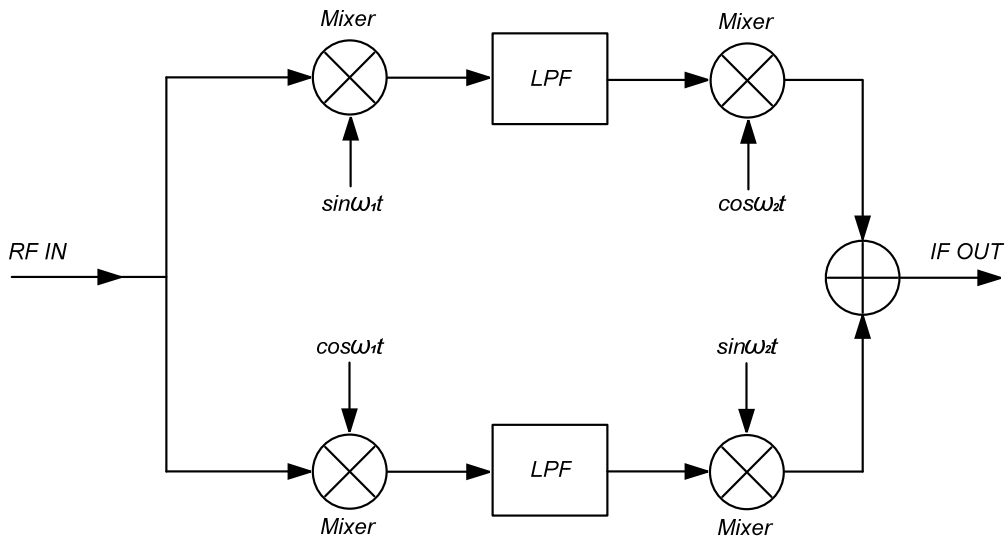 Mixer
Mixer
LPF
sinω₁t
cosω₂t
RF IN
IF OUT
cosω₁t
sinω₂t
LPF
Mixer
Mixer